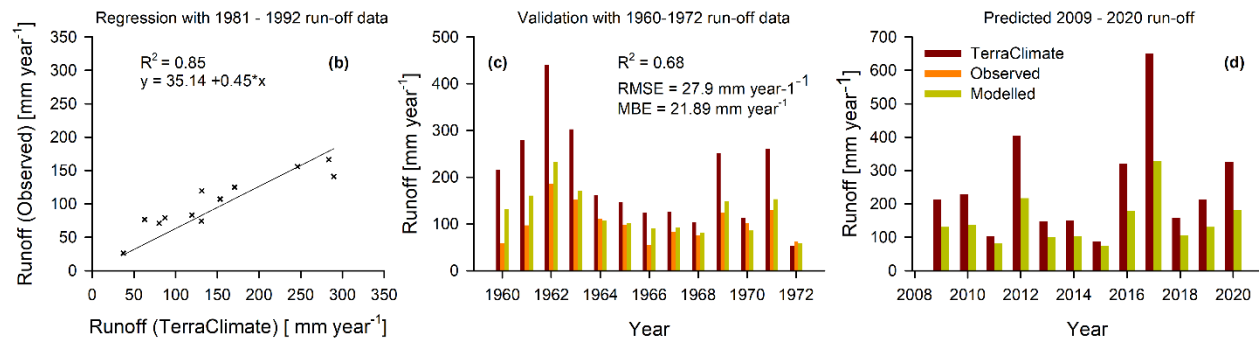 Regression with 1981 - 1992 run-off data
350
300
250
200
150
100
50
0
Runoff (Observed) [mm year-1]
R2 = 0.85
y = 35.14 +0.45*x
(b)
0 50 100 150 200 250 300 350
Runoff (TerraClimate) [ mm year-1]
Validation with 1960-1972 run-off data
500
400
300
200
100
0
Runoff [mm year-1]
(c)
R2 = 0.68
RMSE = 27.9 mm year-1-1
MBE = 21.89 mm year-1
1960 1962 1964 1966 1968 1970 1972
Year
Predicted 2009 - 2020 run-off
700
600
500
400
300
200
100
0
Runoff [mm year-1]
TerraClimate
Observed
Modelled
(d)
2008 2010 2012 2014 2016 2018 2020
Year